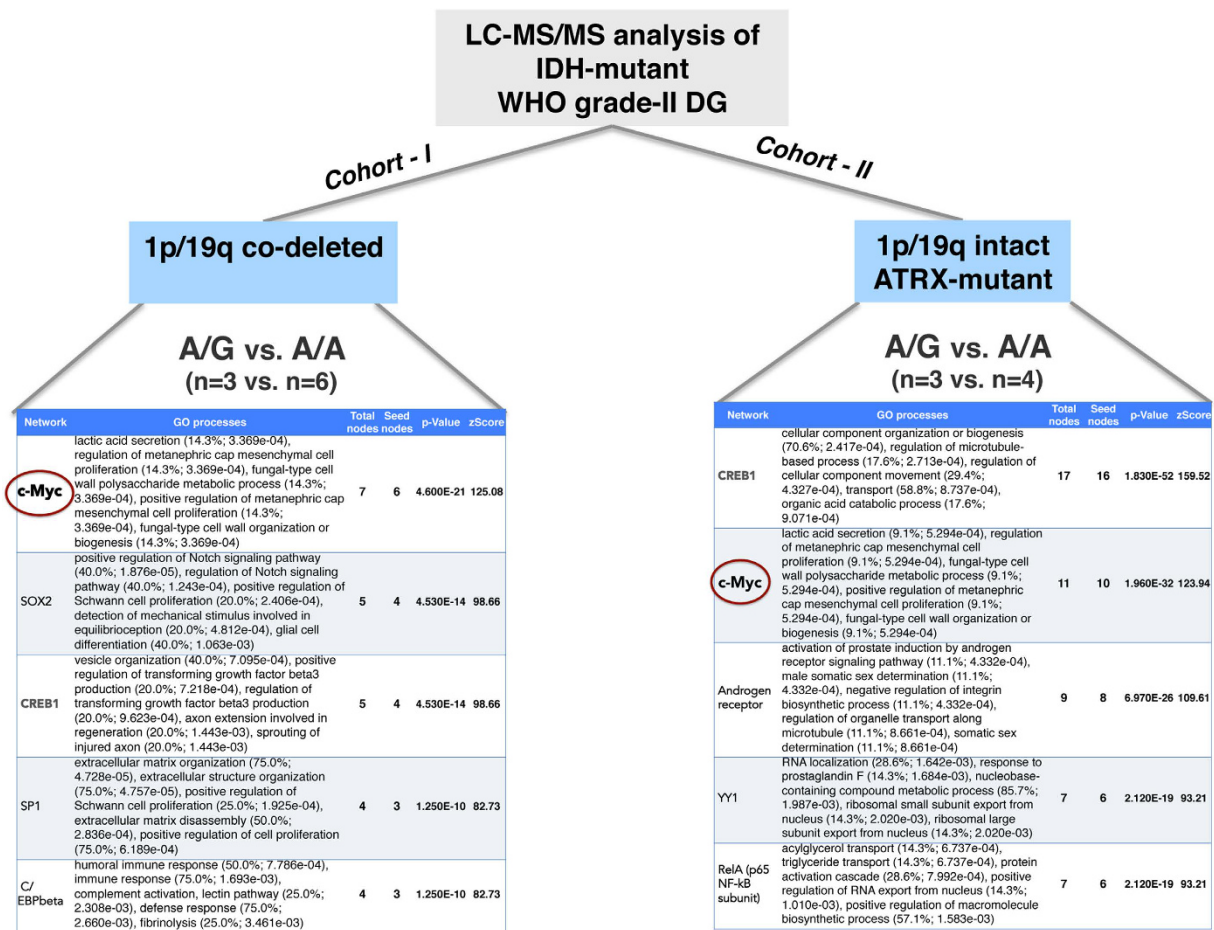 LC-MS/MS analysis of
IDH-mutant
WHO grade-II DG
Cohort - I
Cohort - II
1p/19q co-deleted
1p/19q intact
ATRX-mutant
A/G vs. A/A
(n=3 vs. n=6)
A/G vs. A/A
(n=3 vs. n=4)
Network GO processes Total nodes Seed nodes p-Value zScore
lactic acid secretion (14.3%; 3.369e-04),
regulation of metanephric cap mesenchymal cell
proliferation (14.3%; 3.369e-04), fungal-type cell
wall polysaccharide metabolic process (14.3%;
c-Myc 3.369e-04), positive regulation of metanephric cap 7 6 4.600E-21 125.08
mesenchymal cell proliferation (14.3%;
3.369e-04), fungal-type cell wall organization or
biogenesis (14.3%; 3.369e-04)
positive regulation of Notch signaling pathway
(40.0%; 1.876e-05), regulation of Notch signaling
pathway (40.0%; 1.243e-04), positive regulation of
SOX2 Schwann cell proliferation (20.0%; 2.406e-04), 5 4 4.530E-14 98.66
detection of mechanical stimulus involved in
equilibrioception (20.0%; 4.812e-04), glial cell
differentiation (40.0%; 1.063e-03)
vesicle organization (40.0%; 7.095e-04), positive
regulation of transforming growth factor beta3
production (20.0%; 7.218e-04), regulation of
CREB1 transforming growth factor beta3 production 5 4 4.530E-14 98.66
(20.0%; 9.623e-04), axon extension involved in
regeneration (20.0%; 1.443e-03), sprouting of
injured axon (20.0%; 1.443e-03)
extracellular matrix organization (75.0%;
4.728e-05), extracellular structure organization
(75.0%; 4.757e-05), positive regulation of
SP1 Schwann cell proliferation (25.0%; 1.925e-04), 4 3 1.250E-10 82.73
extracellular matrix disassembly (50.0%;
2.836e-04), positive regulation of cell proliferation
(75.0%; 6.189e-04)
humoral immune response (50.0%; 7.786e-04),
immune response (75.0%; 1.693e-03),
C/EBPbeta complement activation, lectin pathway (25.0%; 4 3 1.250E-10 82.73
2.308e-03), defense response (75.0%;
2.660e-03), fibrinolysis (25.0%; 3.461e-03)
Network GO processes Total nodes Seed nodes p-Value zScore
cellular component organization or biogenesis
(70.6%; 2.417e-04), regulation of microtubule-
based process (17.6%; 2.713e-04), regulation of
CREB1 cellular component movement (29.4%; 17 16 1.830E-52 159.52
4.327e-04), transport (58.8%; 8.737e-04),
organic acid catabolic process (17.6%;
9.071e-04)
lactic acid secretion (9.1%; 5.294e-04), regulation
of metanephric cap mesenchymal cell
proliferation (9.1%; 5.294e-04), fungal-type cell
c-Myc wall polysaccharide metabolic process (9.1%; 11 10 1.960E-32 123.94
5.294e-04), positive regulation of metanephric
cap mesenchymal cell proliferation (9.1%;
5.294e-04), fungal-type cell wall organization or
biogenesis (9.1%; 5.294e-04)
activation of prostate induction by androgen
receptor signaling pathway (11.1%; 4.332e-04),
male somatic sex determination (11.1%;
Androgen receptor 4.332e-04), negative regulation of integrin 9 8 6.970E-26 109.61
biosynthetic process (11.1%; 4.332e-04),
regulation of organelle transport along
microtubule (11.1%; 8.661e-04), somatic sex
determination (11.1%; 8.661e-04)
RNA localization (28.6%; 1.642e-03), response to
prostaglandin F (14.3%; 1.684e-03), nucleobase-
YY1 containing compound metabolic process (85.7%; 7 6 2.120E-19 93.21
1.987e-03), ribosomal small subunit export from
nucleus (14.3%; 2.020e-03), ribosomal large
subunit export from nucleus (14.3%; 2.020e-03)
acylglycerol transport (14.3%; 6.737e-04),
triglyceride transport (14.3%; 6.737e-04), protein
RelA (p65 NF-kB subunit) activation cascade (28.6%; 7.992e-04), positive 7 6 2.120E-19 93.21
regulation of RNA export from nucleus (14.3%;
1.010e-03), positive regulation of macromolecule
biosynthetic process (57.1%; 1.583e-03)